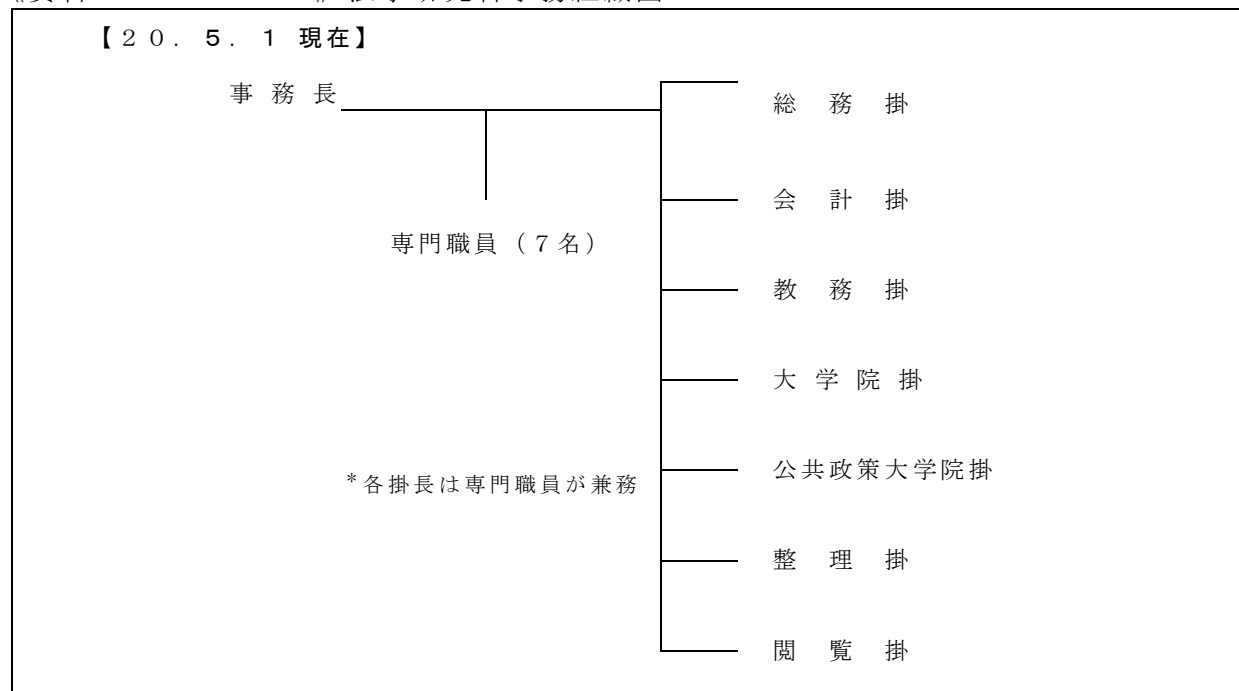 【２０．５．１ 現在】
事 務 長
総 務 掛
会 計 掛
専門職員（７名）
教 務 掛
大 学 院 掛
公共政策大学院掛
*各掛長は専門職員が兼務
整 理 掛
閲 覧 掛